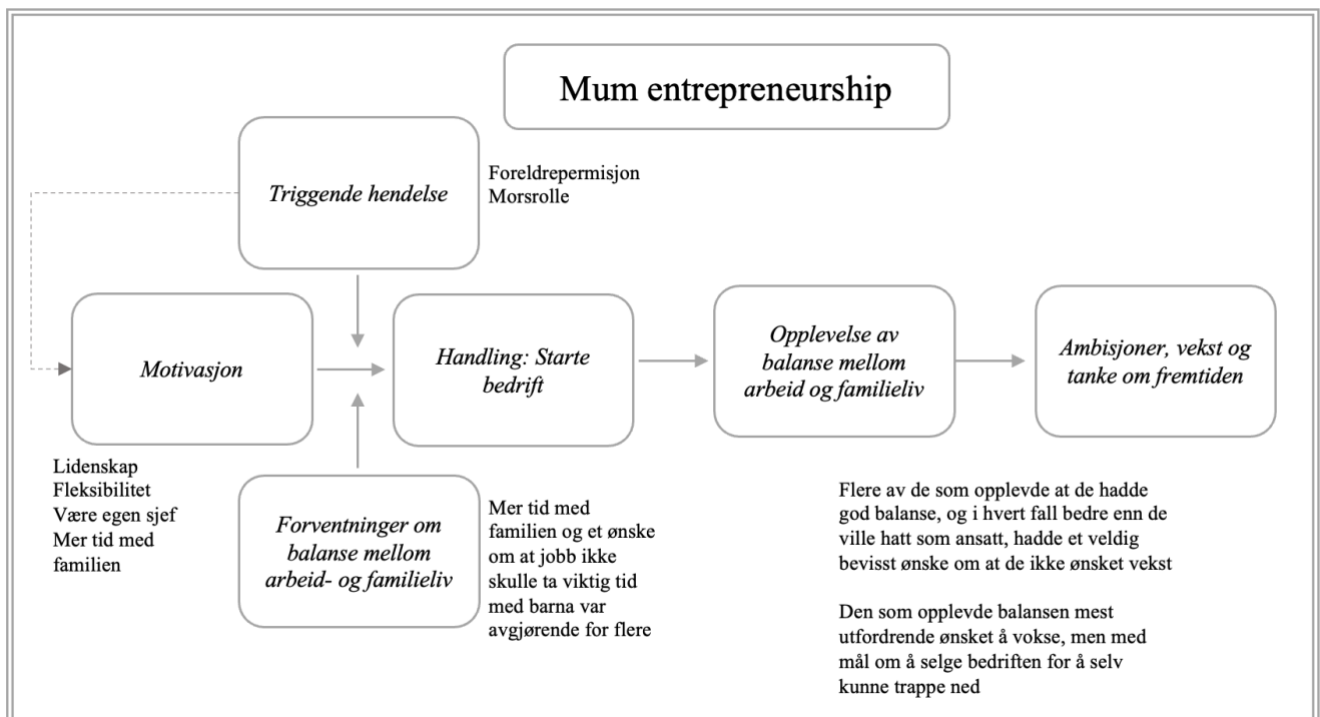 Mum entrepreneurship
Triggende hendelse
Foreldrepermisjon
Morsrolle
Motivasjon
Lidenskap
Fleksibilitet
Være egen sjef
Mer tid med
familien
Handling: Starte
bedrift
Forventninger om
balanse mellom
arbeid- og familieliv
Mer tid med
familien og et ønske
om at jobb ikke
skulle ta viktig tid
med barna var
avgjørende for flere
Opplevelse av
balanse mellom
arbeid og familieliv
Ambisjoner, vekst og
tanke om fremtiden
Flere av de som opplevde at de hadde
god balanse, og i hvert fall bedre enn de
ville hatt som ansatt, hadde et veldig
bevisst ønske om at de ikke ønsket vekst
Den som opplevde balansen mest
utfordrende ønsket å vokse, men med
mål om å selge bedriften for å selv
kunne trappe ned